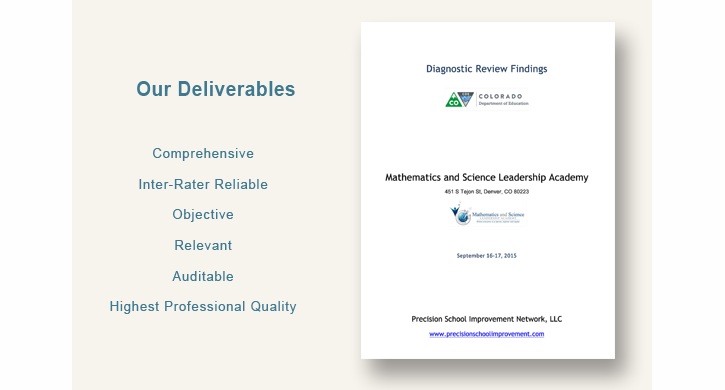 Our Deliverables
Comprehensive
Inter-Rater Reliable
Objective
Relevant
Auditable
Highest Professional Quality
Diagnostic Review Findings
CO
COLORADO
Department of Education
Mathematics and Science Leadership Academy
451 S Tejon St, Denver, CO 80223
Mathematics and Science
September 16-17, 2015
Precision School Improvement Network, LLC
www.precisionschoolimprovement.com